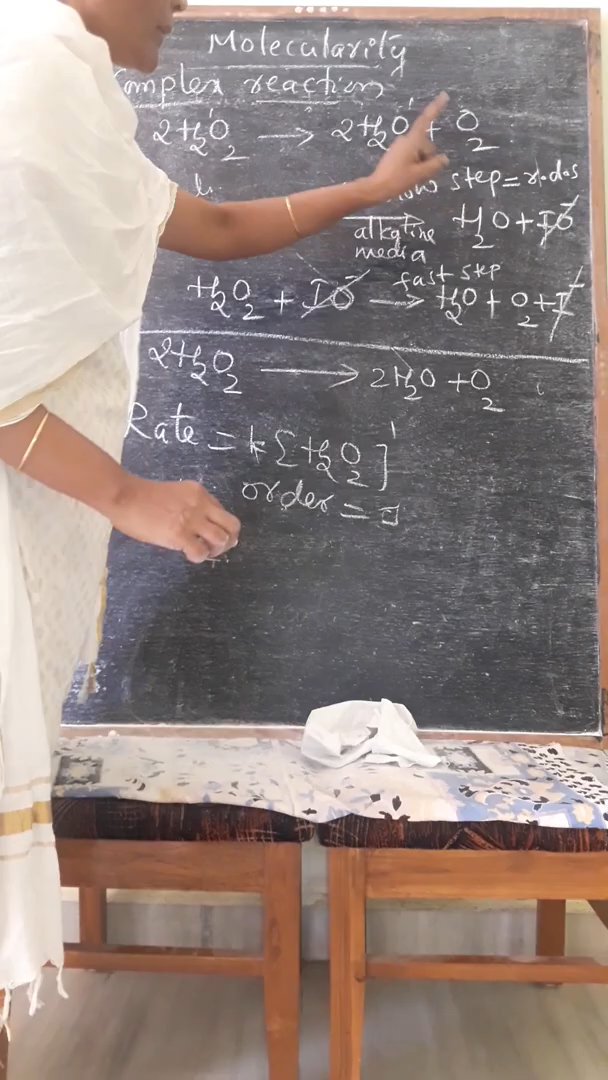 Molecularity
complex reaction
2H₂O₂ → 2H₂O + O₂
step = r.d.s
→ alkaline media H₂O + IO⁻
fast step
H₂O₂ + IO⁻ → H₂O + O₂ + I⁻
2H₂O₂ → 2H₂O + O₂
Rate = k [H₂O₂]¹
order =